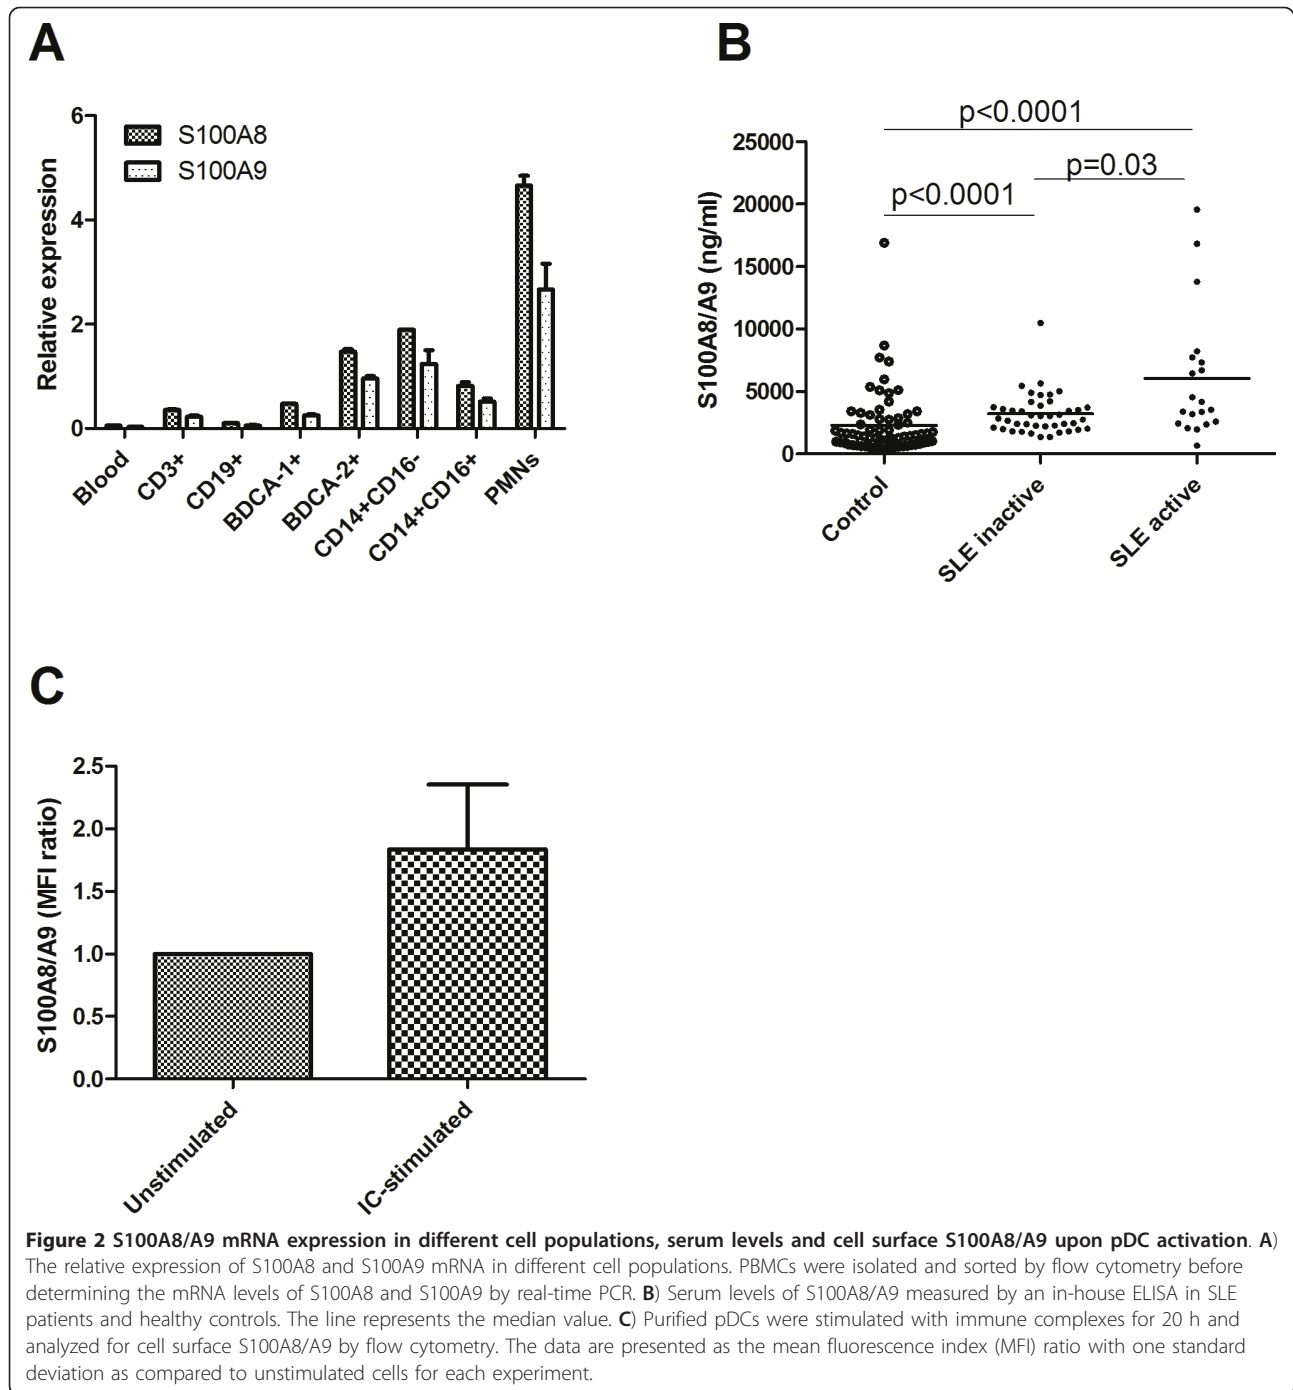 A
6
4
2
0
Relative expression
S100A8
S100A9
Blood
CD3+
CD19+
BDCA-1+
BDCA-2+
CD14+CD16-
CD14+CD16+
PMNs
B
p<0.0001
p=0.03
p<0.0001
25000
20000
15000
10000
5000
0
S100A8/A9 (ng/ml)
Control
SLE inactive
SLE active
C
2.5
2.0
1.5
1.0
0.5
0.0
S100A8/A9 (MFI ratio)
Unstimulated
IC-stimulated
Figure 2 S100A8/A9 mRNA expression in different cell populations, serum levels and cell surface S100A8/A9 upon pDC activation. A)
The relative expression of S100A8 and S100A9 mRNA in different cell populations. PBMCs were isolated and sorted by flow cytometry before
determining the mRNA levels of S100A8 and S100A9 by real-time PCR. B) Serum levels of S100A8/A9 measured by an in-house ELISA in SLE
patients and healthy controls. The line represents the median value. C) Purified pDCs were stimulated with immune complexes for 20 h and
analyzed for cell surface S100A8/A9 by flow cytometry. The data are presented as the mean fluorescence index (MFI) ratio with one standard
deviation as compared to unstimulated cells for each experiment.